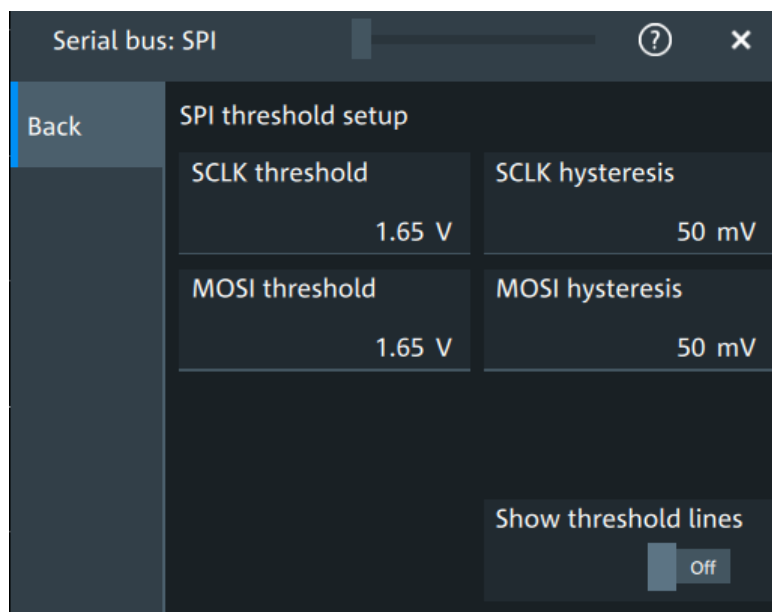 Serial bus: SPI
?
×
Back
SPI threshold setup
SCLK threshold
1.65 V
SCLK hysteresis
50 mV
MOSI threshold
1.65 V
MOSI hysteresis
50 mV
Show threshold lines
Off